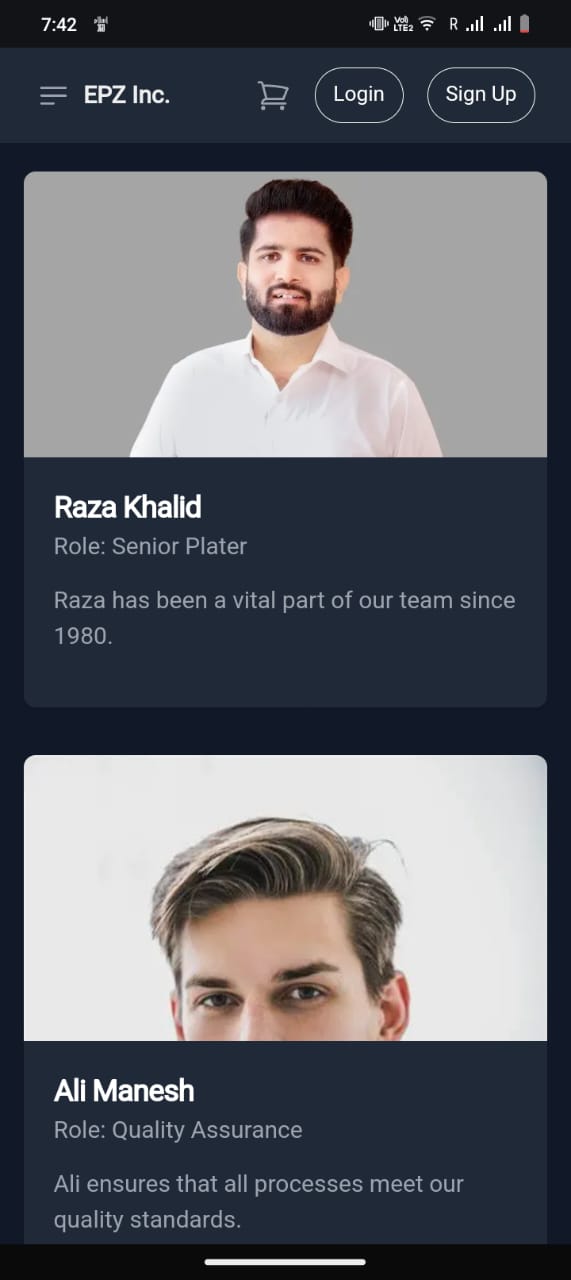 7:42
Vol)
LTE2
R
EPZ Inc.
Login
Sign Up
Raza Khalid
Role: Senior Plater
Raza has been a vital part of our team since
1980.
Ali Manesh
Role: Quality Assurance
Ali ensures that all processes meet our
quality standards.